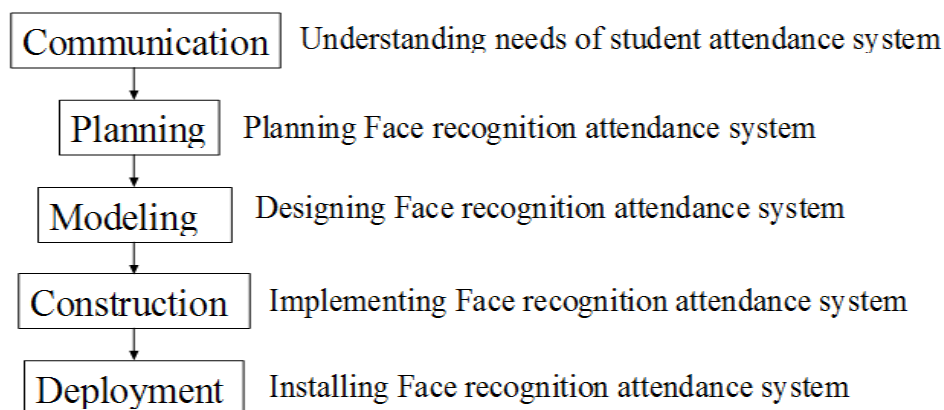 Communication Understanding needs of student attendance system
Planning Planning Face recognition attendance system
Modeling Designing Face recognition attendance system
Construction Implementing Face recognition attendance system
Deployment Installing Face recognition attendance system